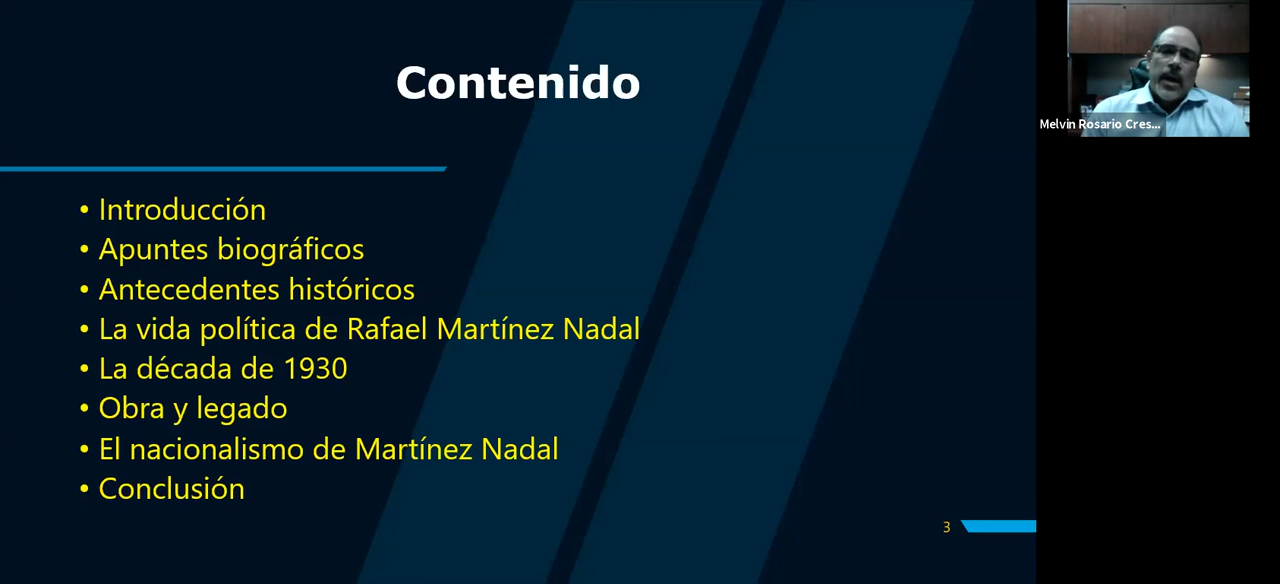 Contenido
• Introducción
• Apuntes biográficos
• Antecedentes históricos
• La vida política de Rafael Martínez Nadal
• La década de 1930
• Obra y legado
• El nacionalismo de Martínez Nadal
• Conclusión
3
Melvin Rosario Cres...